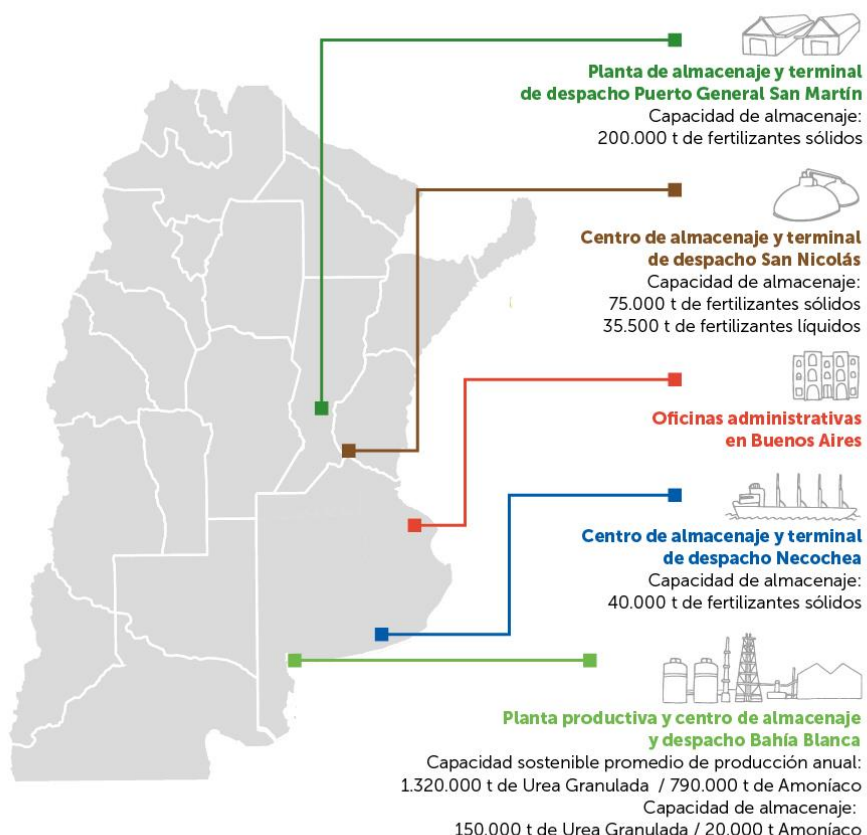 Planta de almacenaje y terminal
de despacho Puerto General San Martín
Capacidad de almacenaje:
200.000 t de fertilizantes sólidos
Centro de almacenaje y terminal
de despacho San Nicolás
Capacidad de almacenaje:
75.000 t de fertilizantes sólidos
35.500 t de fertilizantes líquidos
Oficinas administrativas
en Buenos Aires
Centro de almacenaje y terminal
de despacho Necochea
Capacidad de almacenaje:
40.000 t de fertilizantes sólidos
Planta productiva y centro de almacenaje
y despacho Bahía Blanca
Capacidad sostenible promedio de producción anual:
1.320.000 t de Urea Granulada / 790.000 t de Amoníaco
Capacidad de almacenaje:
150.000 t de Urea Granulada / 20.000 t Amoníaco